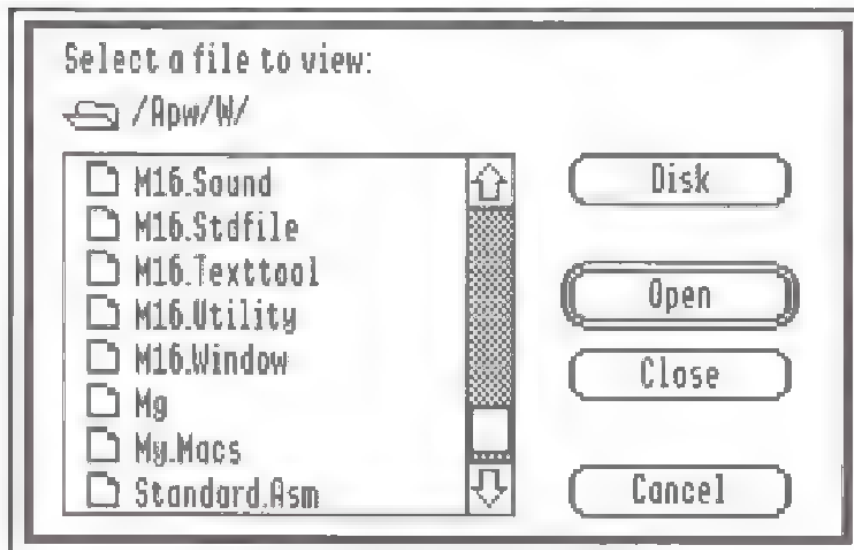 Select a file to view:
/Apw/W/
M16.Sound
M16.Stdfile
M16.Texttool
M16.Utility
M16.Window
Mg
My.Macs
Standard.Asm
Disk
Open
Close
Cancel